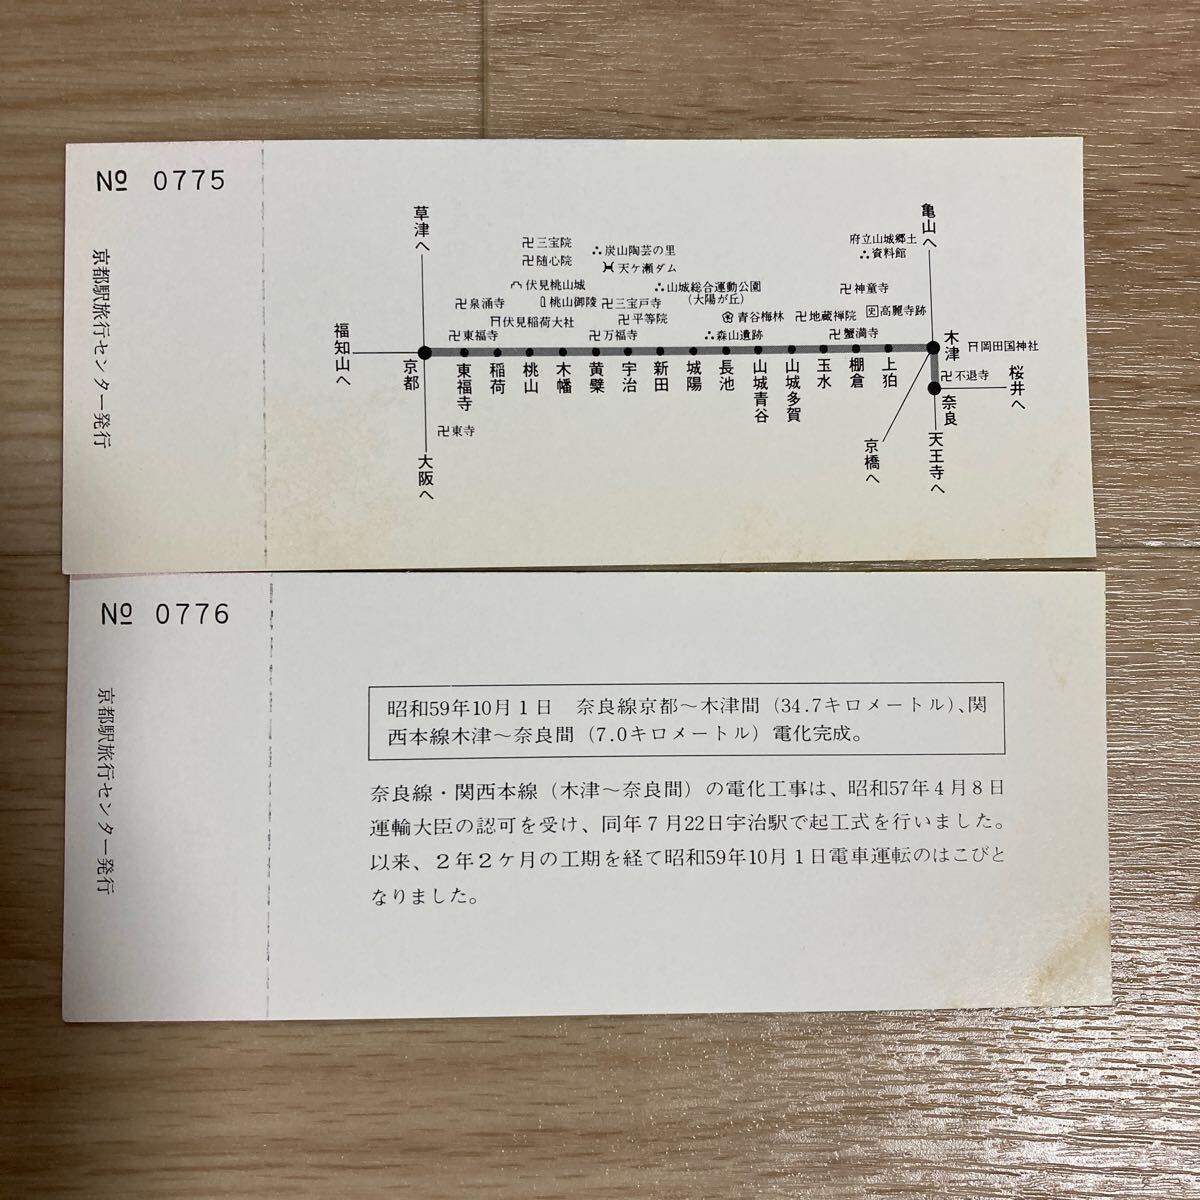 № 0775
京都駅旅行センター発行
草津へ
亀山へ
府立山城郷土
∴資料館
卍三宝院
∴炭山陶芸の里
卍随心院
天ケ瀬ダム
伏見桃山城
∴山城総合運動公園
(大陽が丘)
卍神童寺
卍泉涌寺
桃山御陵
卍三宝戸寺
卍平等院
青谷梅林
卍地蔵禅院
史高麗寺跡
伏見稲荷大社
卍東福寺
卍万福寺
∴森山遺跡
卍蟹満寺
福知山へ
京都
東福寺
稲荷
桃山
木幡
黄檗
宇治
新田
城陽
長池
山城青谷
山城多賀
玉水
棚倉
上狛
木津
岡田国神社
卍不退寺
桜井へ
奈良
卍東寺
大阪へ
京橋へ
天王寺へ
№ 0776
京都駅旅行センター発行
昭和59年10月1日　奈良線京都〜木津間(34.7キロメートル)、関
西本線木津〜奈良間(7.0キロメートル)電化完成。
奈良線・関西本線(木津〜奈良間)の電化工事は、昭和57年4月8日
運輸大臣の認可を受け、同年7月22日宇治駅で起工式を行いました。
以来、2年2ケ月の工期を経て昭和59年10月1日電車運転のはこびと
なりました。